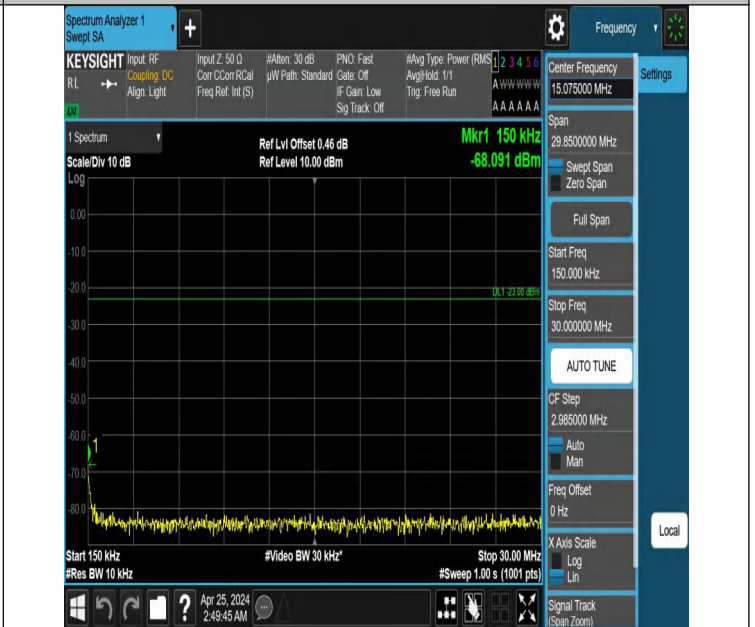 Spectrum Analyzer 1
Swept SA
+
Frequency
KEYSIGHT
RL
LXI
Input: RF
Coupling: DC
Align: Light
Input Z: 50 Ω
Corr CCorr RCal
Freq Ref: Int (S)
#Atten: 30 dB
µW Path: Standard
PNO: Fast
Gate: Off
IF Gain: Low
Sig Track: Off
#Avg Type: Power (RMS
Avg|Hold: 1/1
Trig: Free Run
1 2 3 4 5 6
A W W W W W
A A A A A A
1 Spectrum
Scale/Div 10 dB
Ref Lvl Offset 0.46 dB
Ref Level 10.00 dBm
Mkr1 150 kHz
-68.091 dBm
Log
0.00
-10.0
-20.0
-30.0
-40.0
-50.0
-60.0
-70.0
-80.0
DL1 -23.00 dBm
1
Start 150 kHz
#Res BW 10 kHz
#Video BW 30 kHz*
Stop 30.00 MHz
#Sweep 1.00 s (1001 pts)
Center Frequency
15.075000 MHz
Settings
Span
29.8500000 MHz
Swept Span
Zero Span
Full Span
Start Freq
150.000 kHz
Stop Freq
30.000000 MHz
AUTO TUNE
CF Step
2.985000 MHz
Auto
Man
Freq Offset
0 Hz
X Axis Scale
Log
Lin
Signal Track
(Span Zoom)
Local
?
Apr 25, 2024
2:49:45 AM